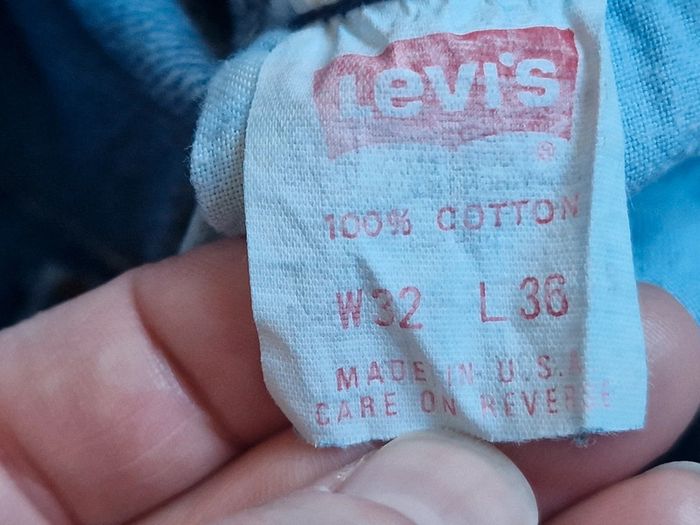 Levi's
®
100% COTTON
W32 L36
MADE IN U.S.A
CARE ON REVERSE